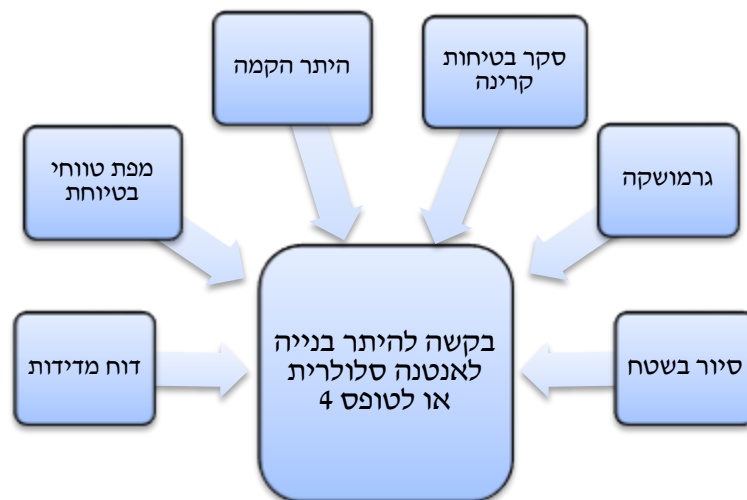 סקר בטיחות
קרינה
היתר הקמה
גרמושקה
מפת טווחי
בטיוחת
בקשה להיתר בנייה
לאנטנה סלולרית
או לטופס 4
סיור בשטח
דוח מדידות